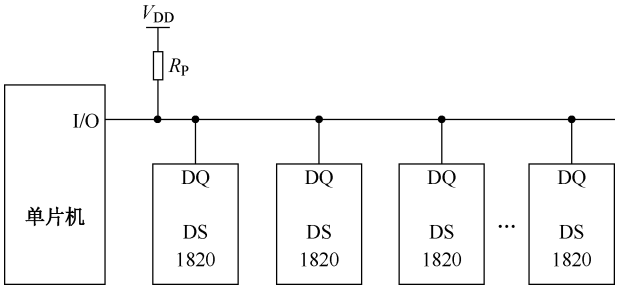 VDD
RP
I/O
DQ DQ DQ DQ
单片机
DS DS DS ... DS
1820 1820 1820 1820